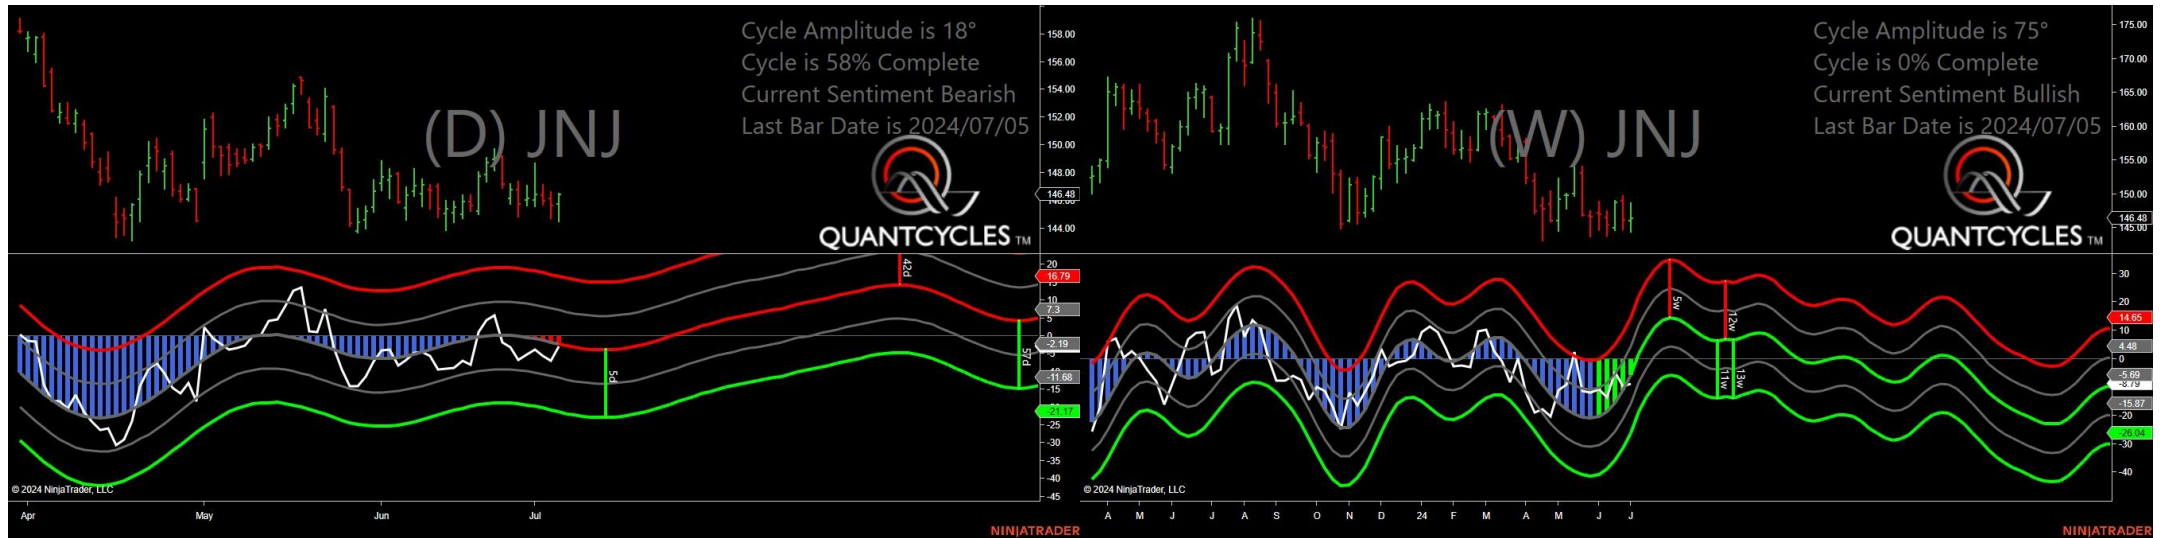 Cycle Amplitude is 18°
Cycle is 58% Complete
Current Sentiment Bearish
Last Bar Date is 2024/07/05
(D) JNJ
QUANTCYCLES TM
158.00
156.00
154.00
152.00
150.00
148.00
146.48
144.00
20
16.79
15
10
7.3
5
0
-2.19
-5
-11.68
-15
-21.17
-25
-30
-35
-40
-45
42d
5d
57d
© 2024 NinjaTrader, LLC
Apr May Jun Jul
NINJATRADER
Cycle Amplitude is 75°
Cycle is 0% Complete
Current Sentiment Bullish
Last Bar Date is 2024/07/05
(W) JNJ
QUANTCYCLES TM
175.00
170.00
165.00
160.00
155.00
150.00
146.48
145.00
30
20
14.65
10
4.48
0
-5.69
-8.79
-15.87
-20
-26.04
-30
-40
5w
12w
11w
13w
© 2024 NinjaTrader, LLC
A M J J A S O N D 24 F M A M J J
NINJATRADER